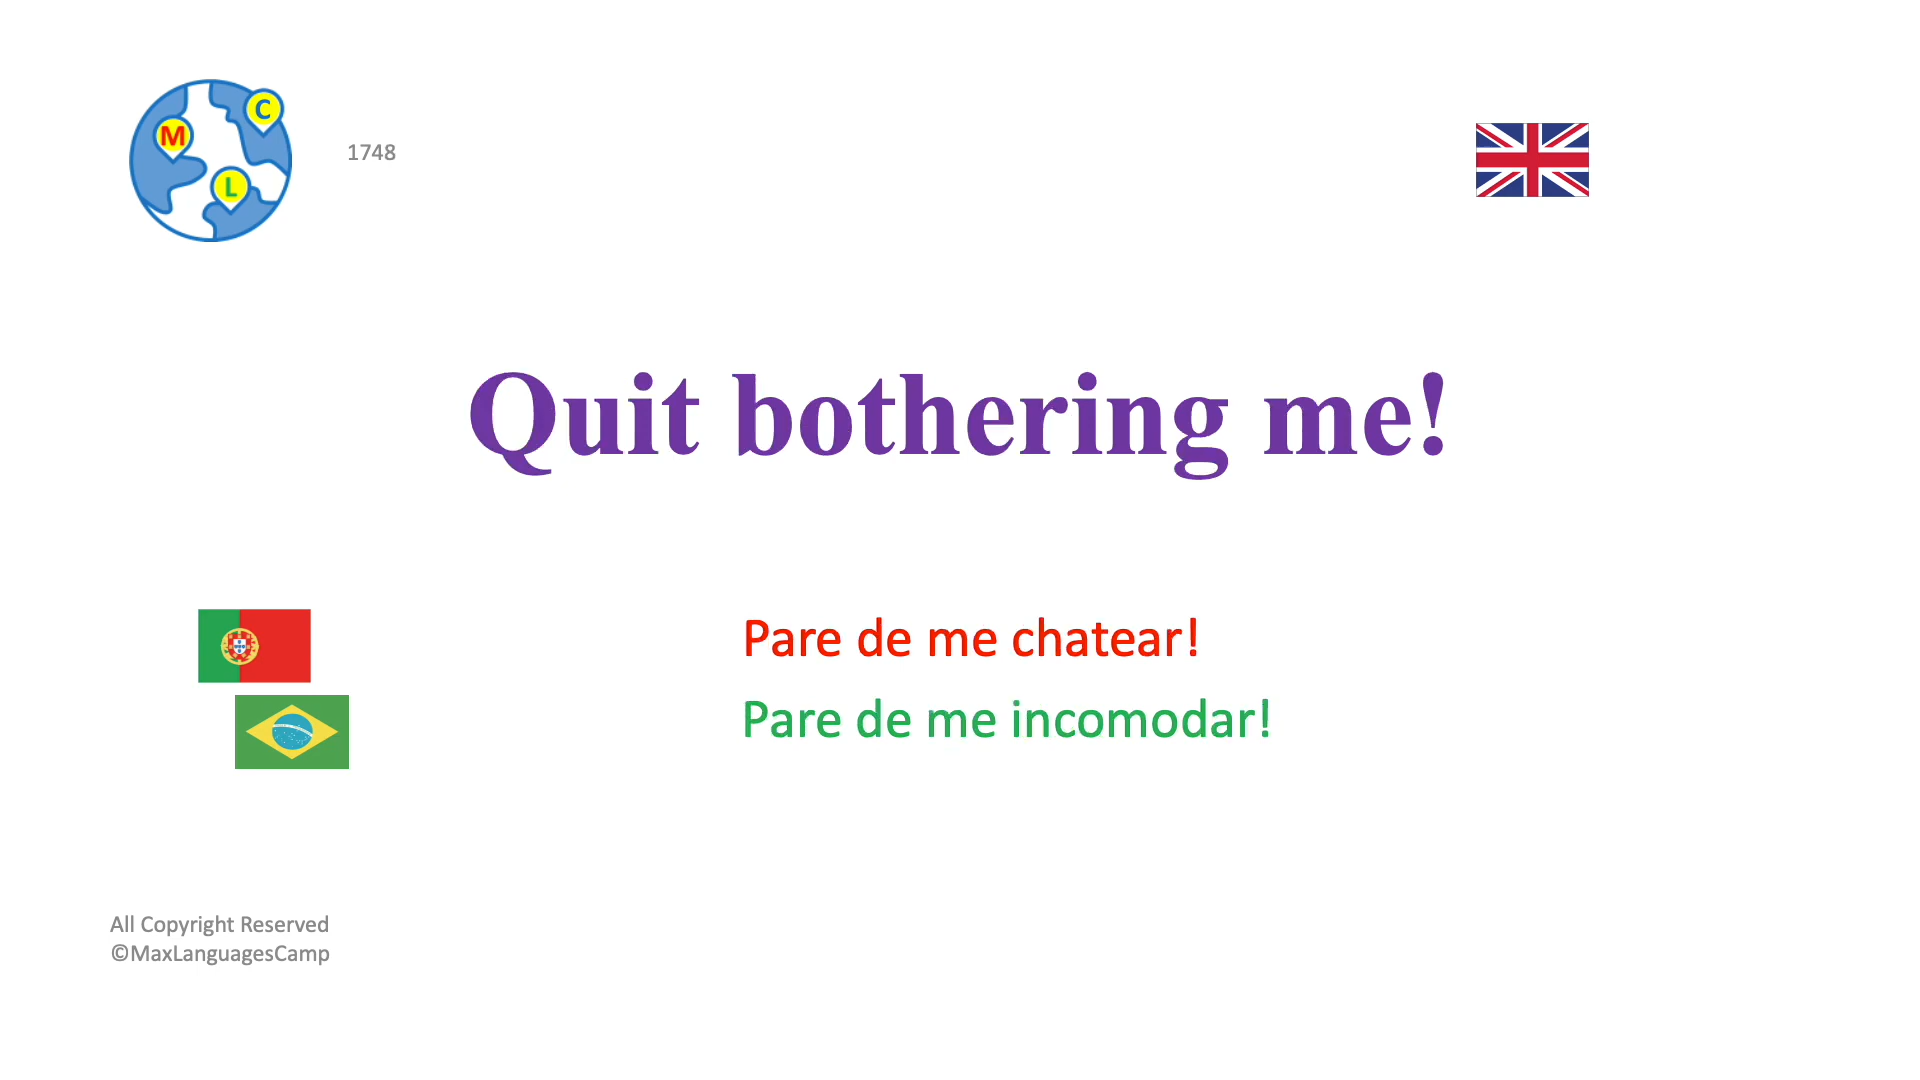 M
C
L
1748
Quit bothering me!
Pare de me chatear!
Pare de me incomodar!
All Copyright Reserved
©MaxLanguagesCamp